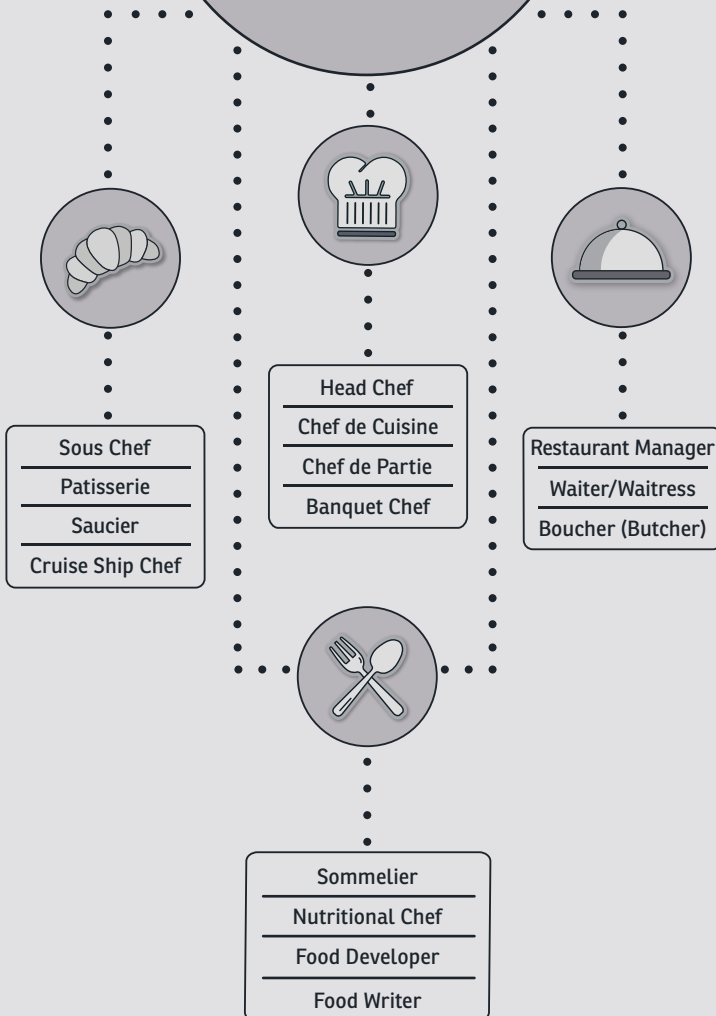 Head Chef
Chef de Cuisine
Chef de Partie
Banquet Chef
Sous Chef
Patisserie
Saucier
Cruise Ship Chef
Restaurant Manager
Waiter/Waitress
Boucher (Butcher)
Sommelier
Nutritional Chef
Food Developer
Food Writer